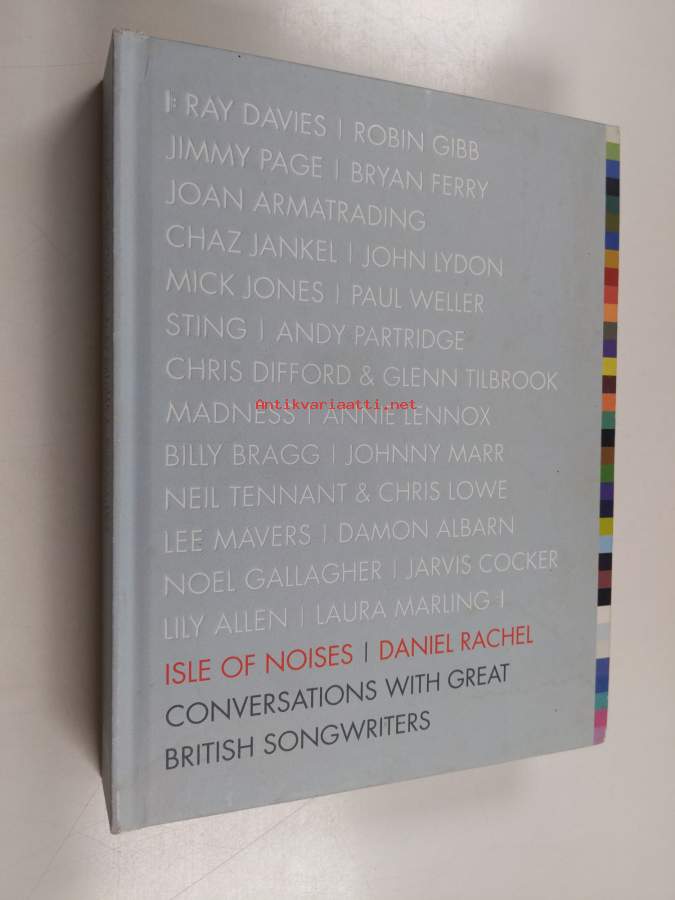 RAY DAVIES | ROBIN GIBB
JIMMY PAGE | BRYAN FERRY
JOAN ARMATRADING
CHAZ JANKEL | JOHN LYDON
MICK JONES | PAUL WELLER
STING | ANDY PARTRIDGE
CHRIS DIFFORD & GLENN TILBROOK
Antikvariaatti.net
MADNESS | ANNIE LENNOX
BILLY BRAGG | JOHNNY MARR
NEIL TENNANT & CHRIS LOWE
LEE MAVERS | DAMON ALBARN
NOEL GALLAGHER | JARVIS COCKER
LILY ALLEN | LAURA MARLING |
ISLE OF NOISES | DANIEL RACHEL
CONVERSATIONS WITH GREAT
BRITISH SONGWRITERS